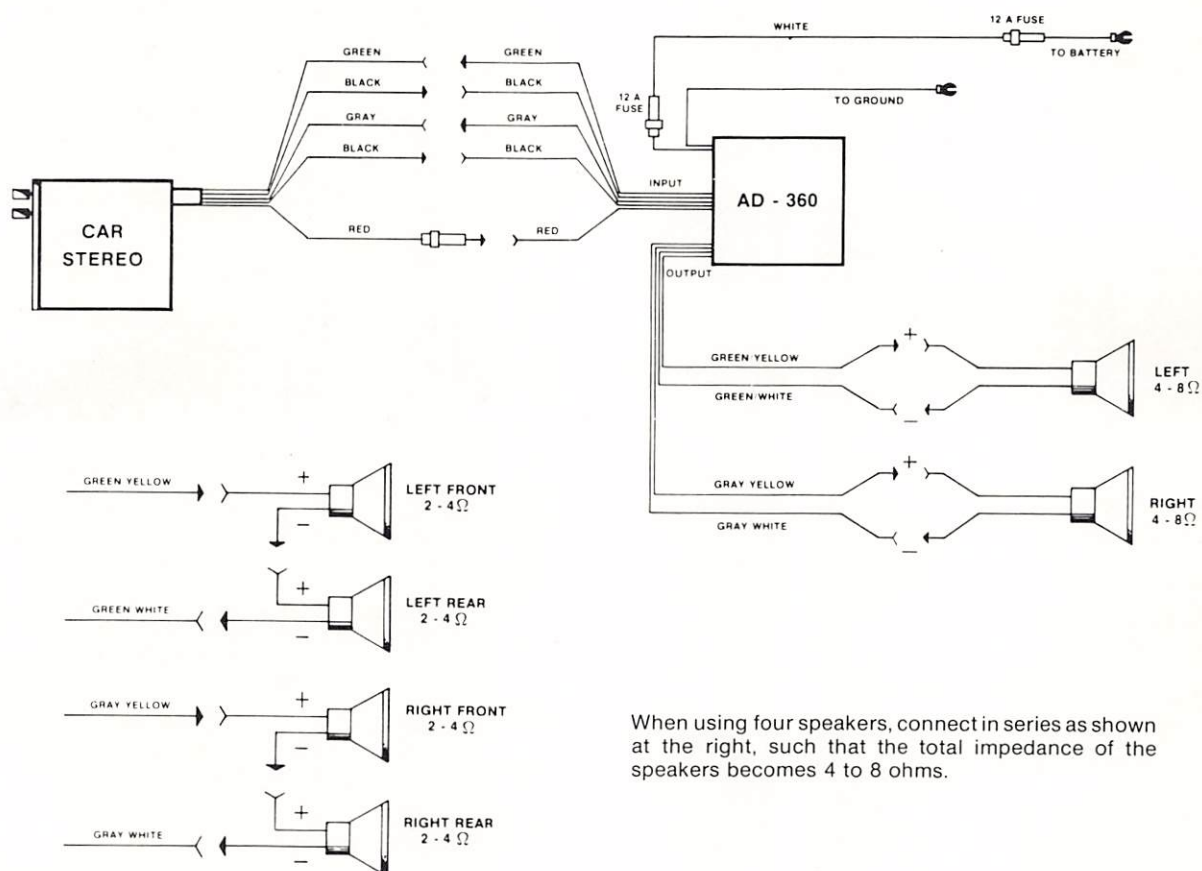 WHITE
12 A FUSE
TO BATTERY
12 A
FUSE
TO GROUND
GREEN
GREEN
BLACK
BLACK
GRAY
GRAY
BLACK
BLACK
RED
RED
CAR
STEREO
INPUT
AD - 360
OUTPUT
GREEN YELLOW
+
GREEN WHITE
−
LEFT
4 - 8Ω
GRAY YELLOW
+
GRAY WHITE
−
RIGHT
4 - 8Ω
GREEN YELLOW
+
−
LEFT FRONT
2 - 4Ω
GREEN WHITE
+
−
LEFT REAR
2 - 4Ω
GRAY YELLOW
+
−
RIGHT FRONT
2 - 4Ω
GRAY WHITE
+
−
RIGHT REAR
2 - 4Ω
When using four speakers, connect in series as shown
at the right, such that the total impedance of the
speakers becomes 4 to 8 ohms.